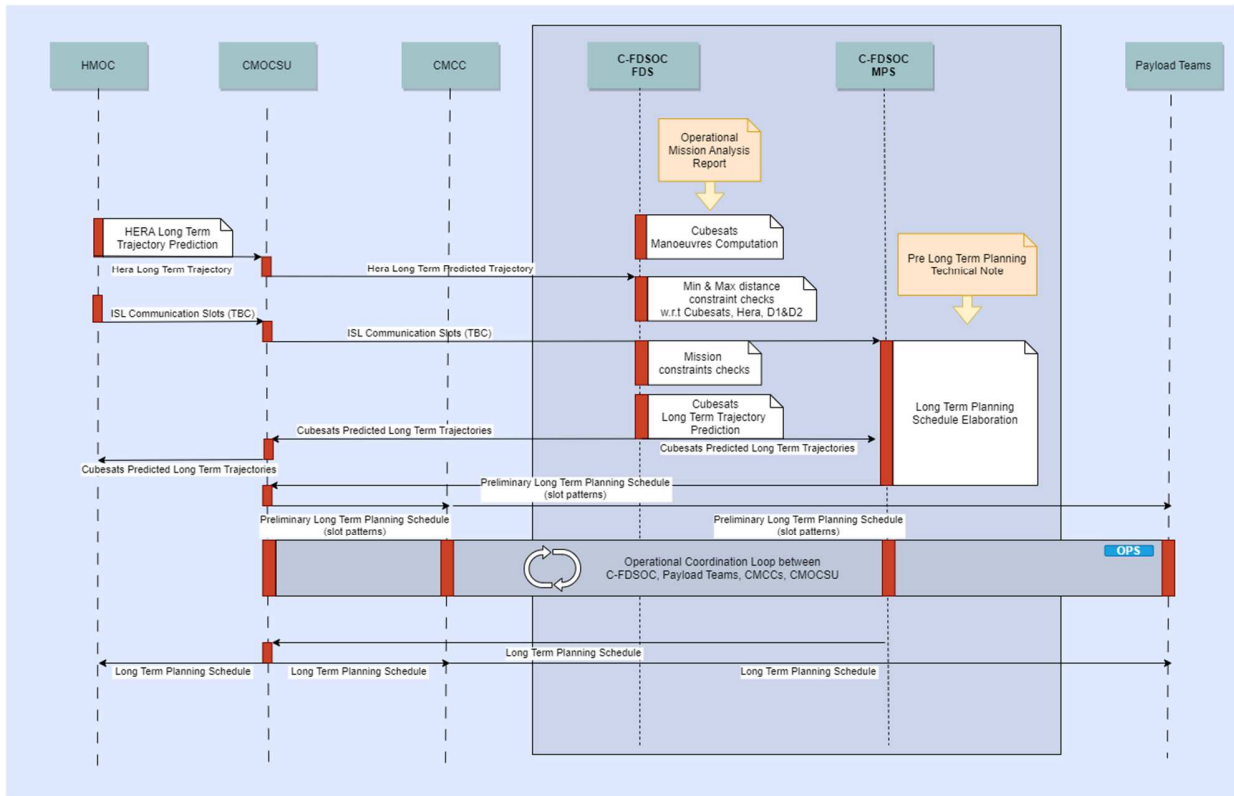 HMOC
CMOCSU
CMCC
C-FDSOC
FDS
C-FDSOC
MPS
Payload Teams
Operational
Mission Analysis
Report
HERA Long Term
Trajectory Prediction
Cubesats
Manoeuvres Computation
Pre Long Term Planning
Technical Note
Hera Long Term Trajectory
Hera Long Term Predicted Trajectory
Min & Max distance
constraint checks
w.r.t Cubesats, Hera, D1&D2
ISL Communication Slots (TBC)
ISL Communication Slots (TBC)
Mission
constraints checks
Long Term Planning
Schedule Elaboration
Cubesats
Long Term Trajectory
Prediction
Cubesats Predicted Long Term Trajectories
Cubesats Predicted Long Term Trajectories
Cubesats Predicted Long Term Trajectories
Preliminary Long Term Planning Schedule
(slot patterns)
Preliminary Long Term Planning Schedule
(slot patterns)
Preliminary Long Term Planning Schedule
(slot patterns)
OPS
Operational Coordination Loop between
C-FDSOC, Payload Teams, CMCCs, CMOCSU
Long Term Planning Schedule
Long Term Planning Schedule
Long Term Planning Schedule
Long Term Planning Schedule